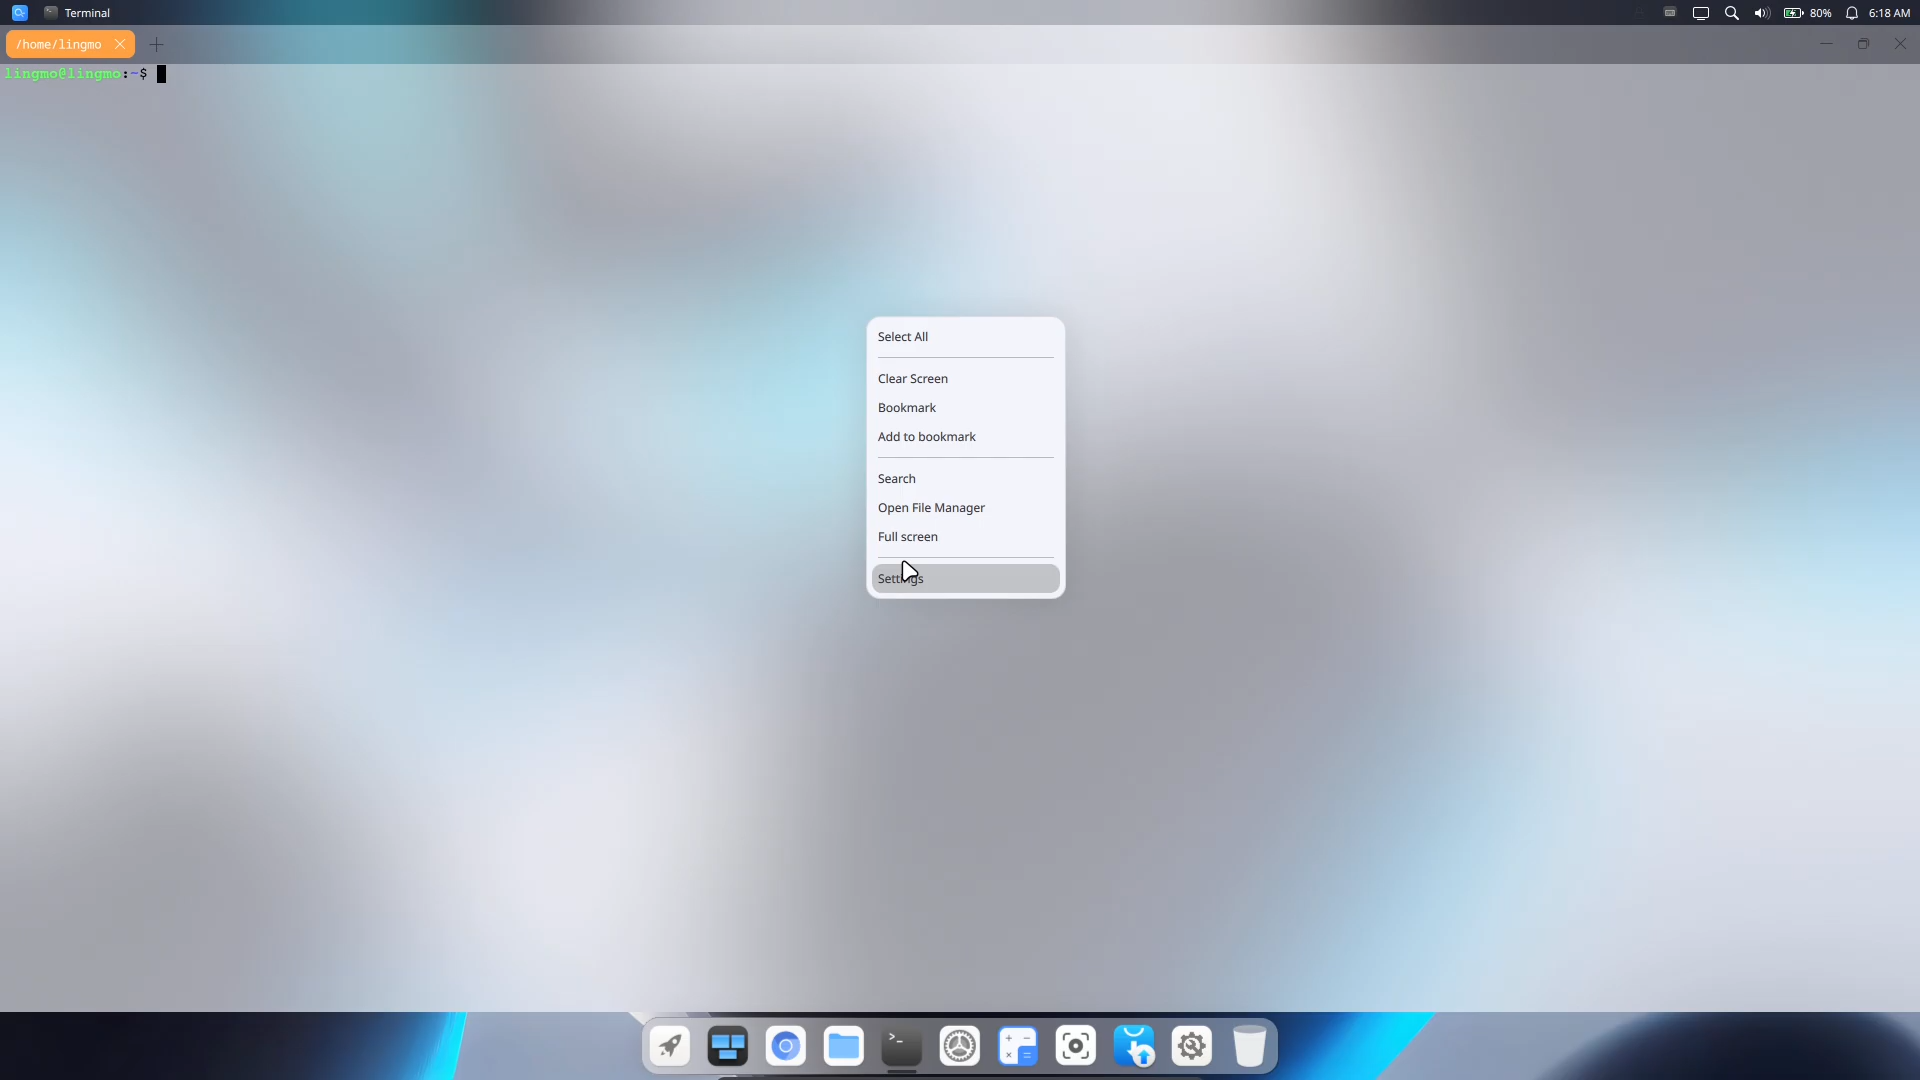 Terminal
80%
6:18 AM
/home/lingmo
lingmo@lingmo:~$
Select All
Clear Screen
Bookmark
Add to bookmark
Search
Open File Manager
Full screen
Settings